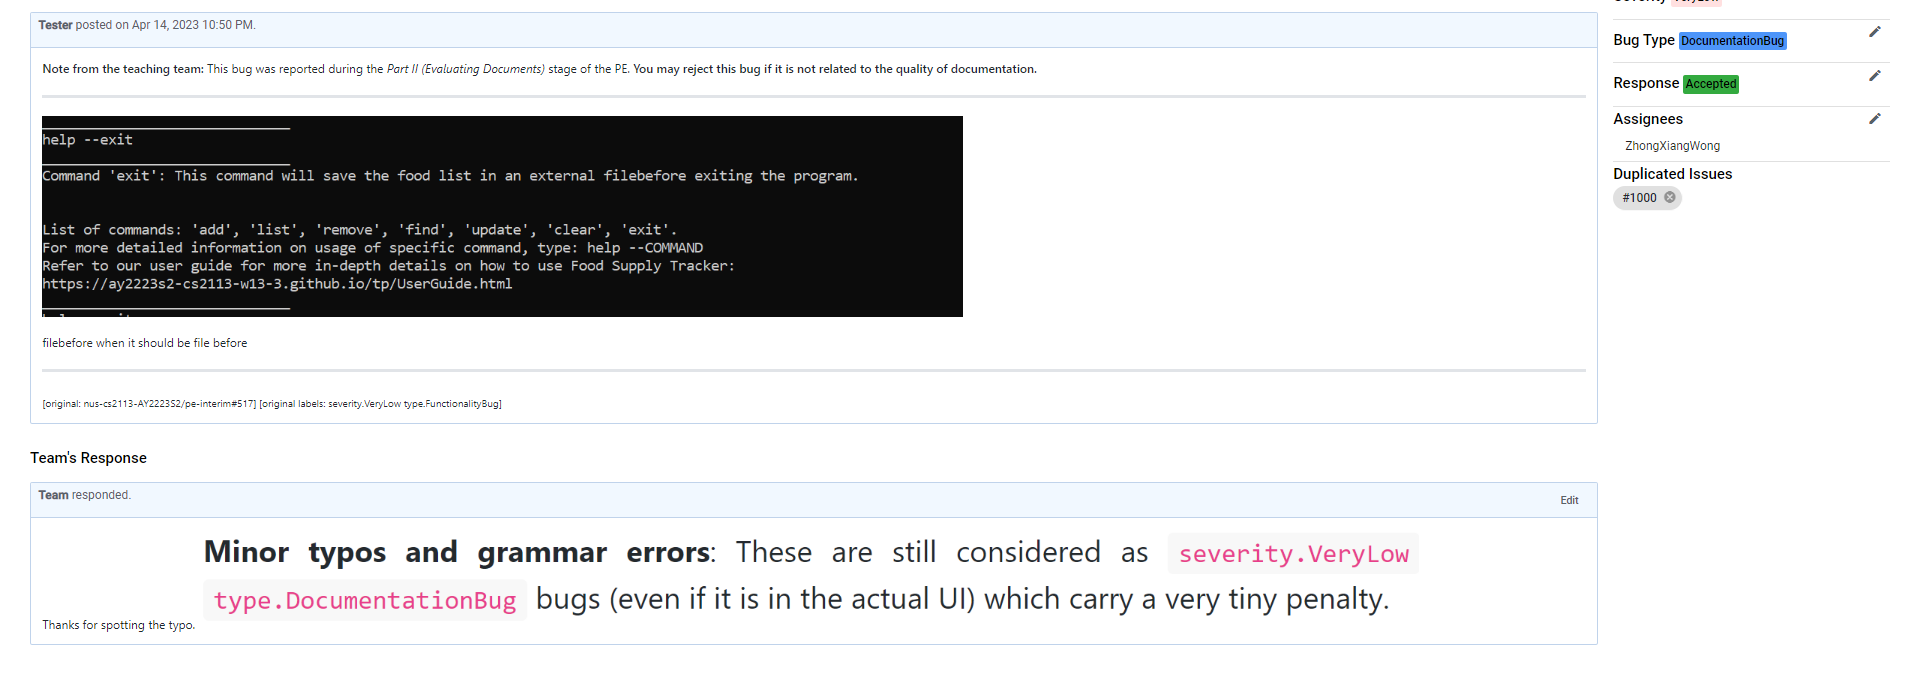 Tester posted on Apr 14, 2023 10:50 PM.
Note from the teaching team: This bug was reported during the Part II (Evaluating Documents) stage of the PE. You may reject this bug if it is not related to the quality of documentation.
help --exit
Command 'exit': This command will save the food list in an external filebefore exiting the program.
List of commands: 'add', 'list', 'remove', 'find', 'update', 'clear', 'exit'.
For more detailed information on usage of specific command, type: help --COMMAND
Refer to our user guide for more in-depth details on how to use Food Supply Tracker:
https://ay2223s2-cs2113-w13-3.github.io/tp/UserGuide.html
filebefore when it should be file before
[original: nus-cs2113-AY2223S2/pe-interim#517] [original labels: severity.VeryLow type.FunctionalityBug]
Team's Response
Team responded.
Edit
Minor typos and grammar errors: These are still considered as severity.VeryLow
type.DocumentationBug bugs (even if it is in the actual UI) which carry a very tiny penalty.
Thanks for spotting the typo.
Severity VeryLow
Bug Type DocumentationBug
Response Accepted
Assignees
ZhongXiangWong
Duplicated Issues
#1000